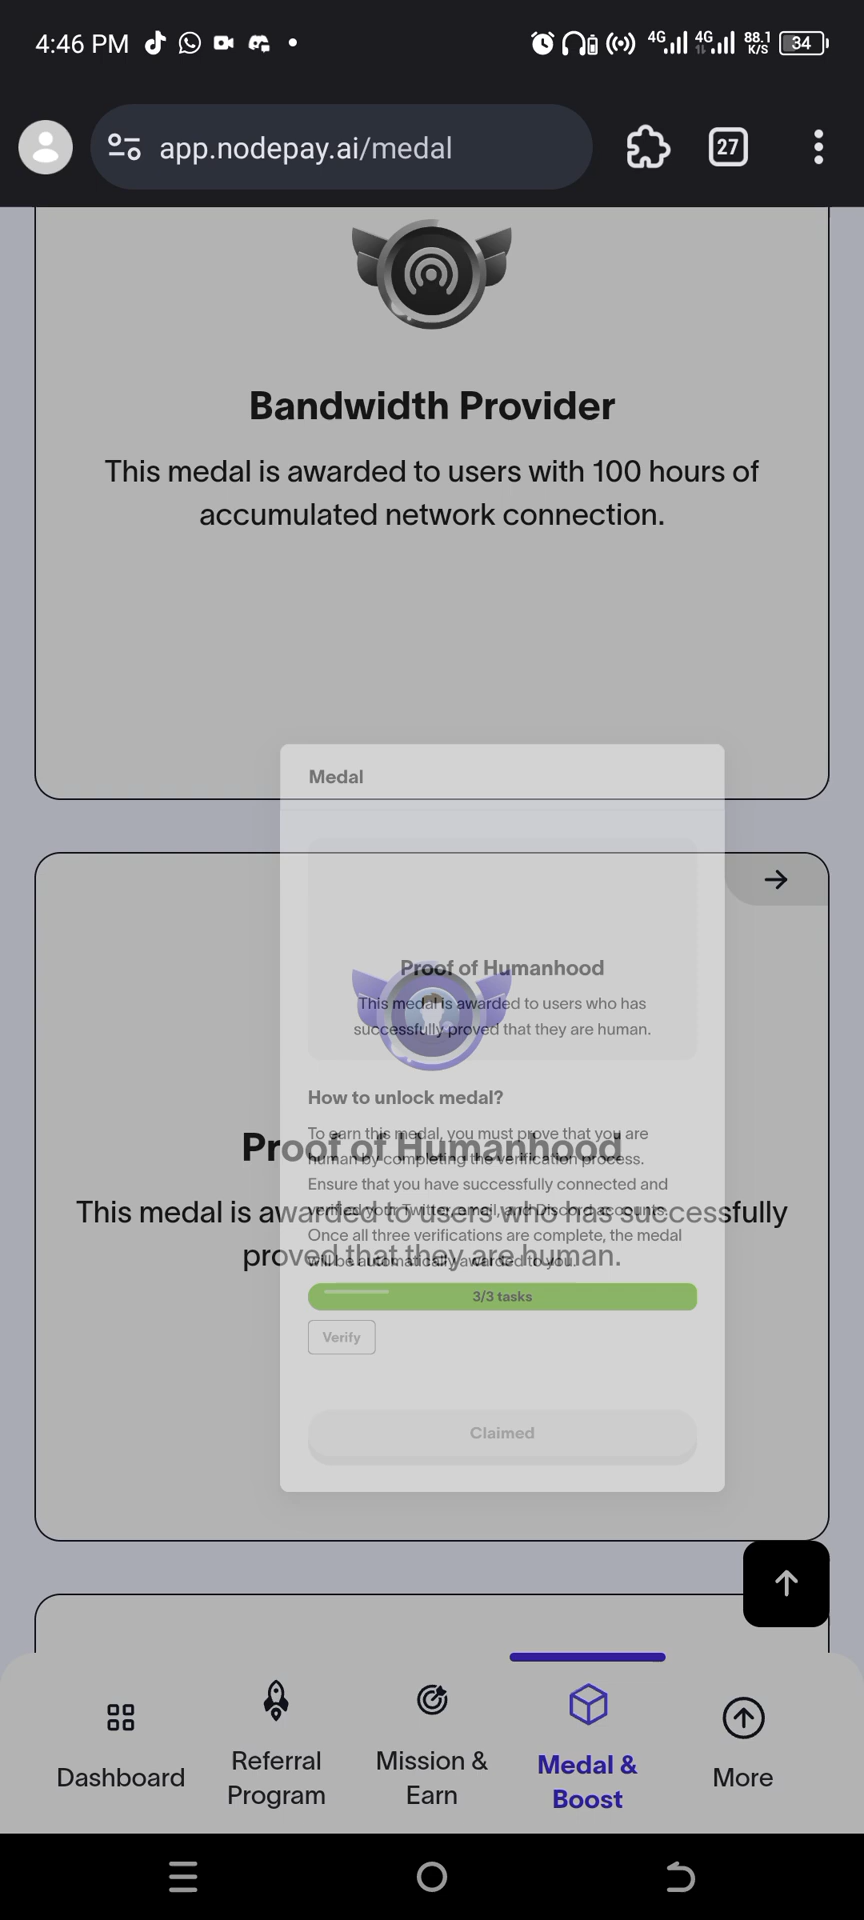 4:46 PM
4G
4G
88.1
K/S
34
app.nodepay.ai/medal
27
Bandwidth Provider
This medal is awarded to users with 100 hours of
accumulated network connection.
Medal
Proof of Humanhood
This medal is awarded to users who has
successfully proved that they are human.
How to unlock medal?
To earn this medal, you must prove that you are
human by completing the verification process.
Ensure that you have successfully connected and
verified your Twitter, email, and Discord accounts.
Once all three verifications are complete, the medal
will be automatically awarded to you.
3/3 tasks
Verify
Claimed
Proof of Humanhood
This medal is awarded to users who has successfully
proved that they are human.
Dashboard
Referral
Program
Mission &
Earn
Medal &
Boost
More